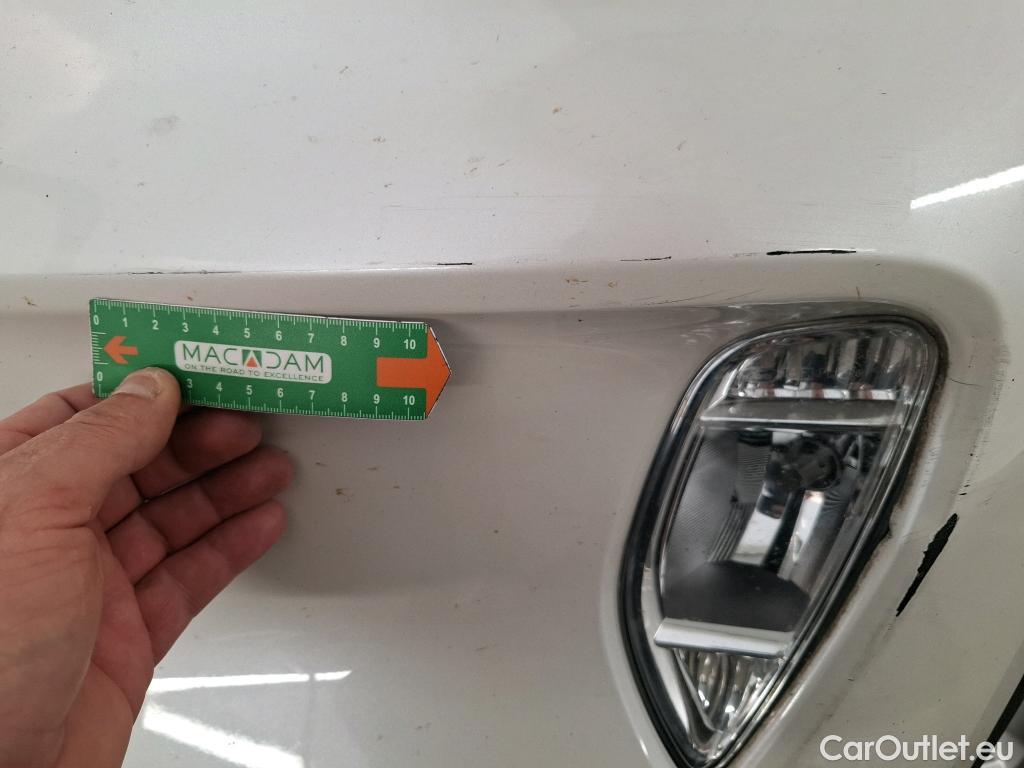 0 1 2 3 4 5 6 7 8 9 10
MACADAM
ON THE ROAD TO EXCELLENCE
0 3 4 5 6 7 8 9 10
CarOutlet.eu